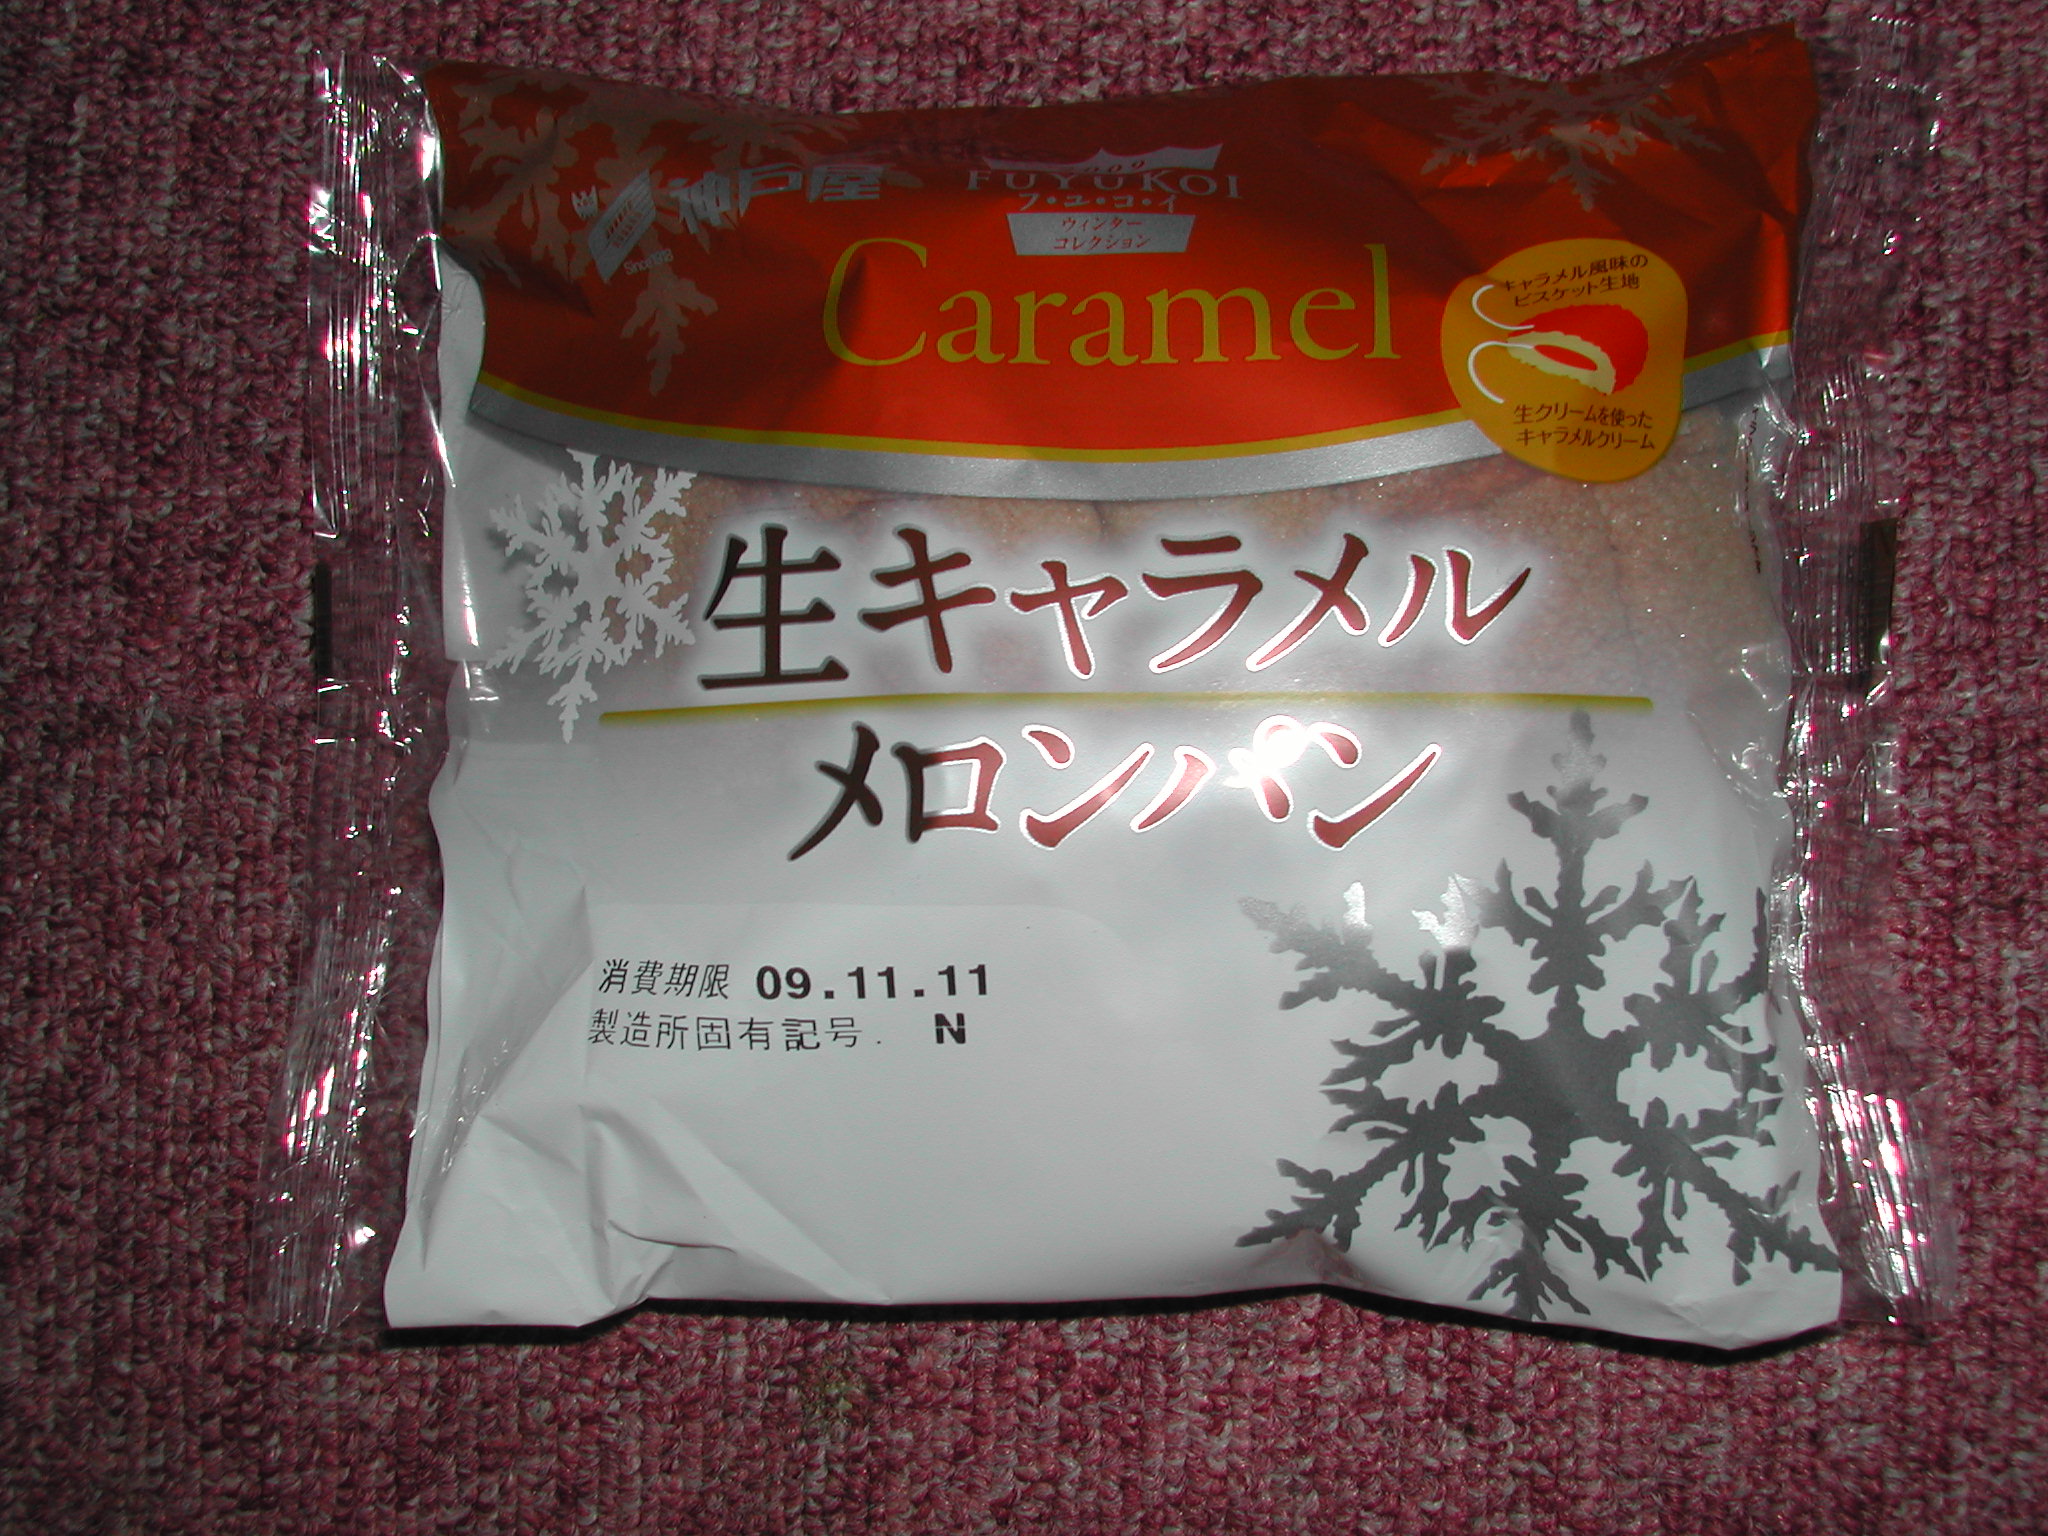 神戸屋
Since1918
FUYUKOI
フ・ユ・コ・イ
ウィンター
コレクション
Caramel
キャラメル風味の
ビスケット生地
生クリームを使った
キャラメルクリーム
生キャラメル
メロンパン
消費期限 09.11.11
製造所固有記号. N